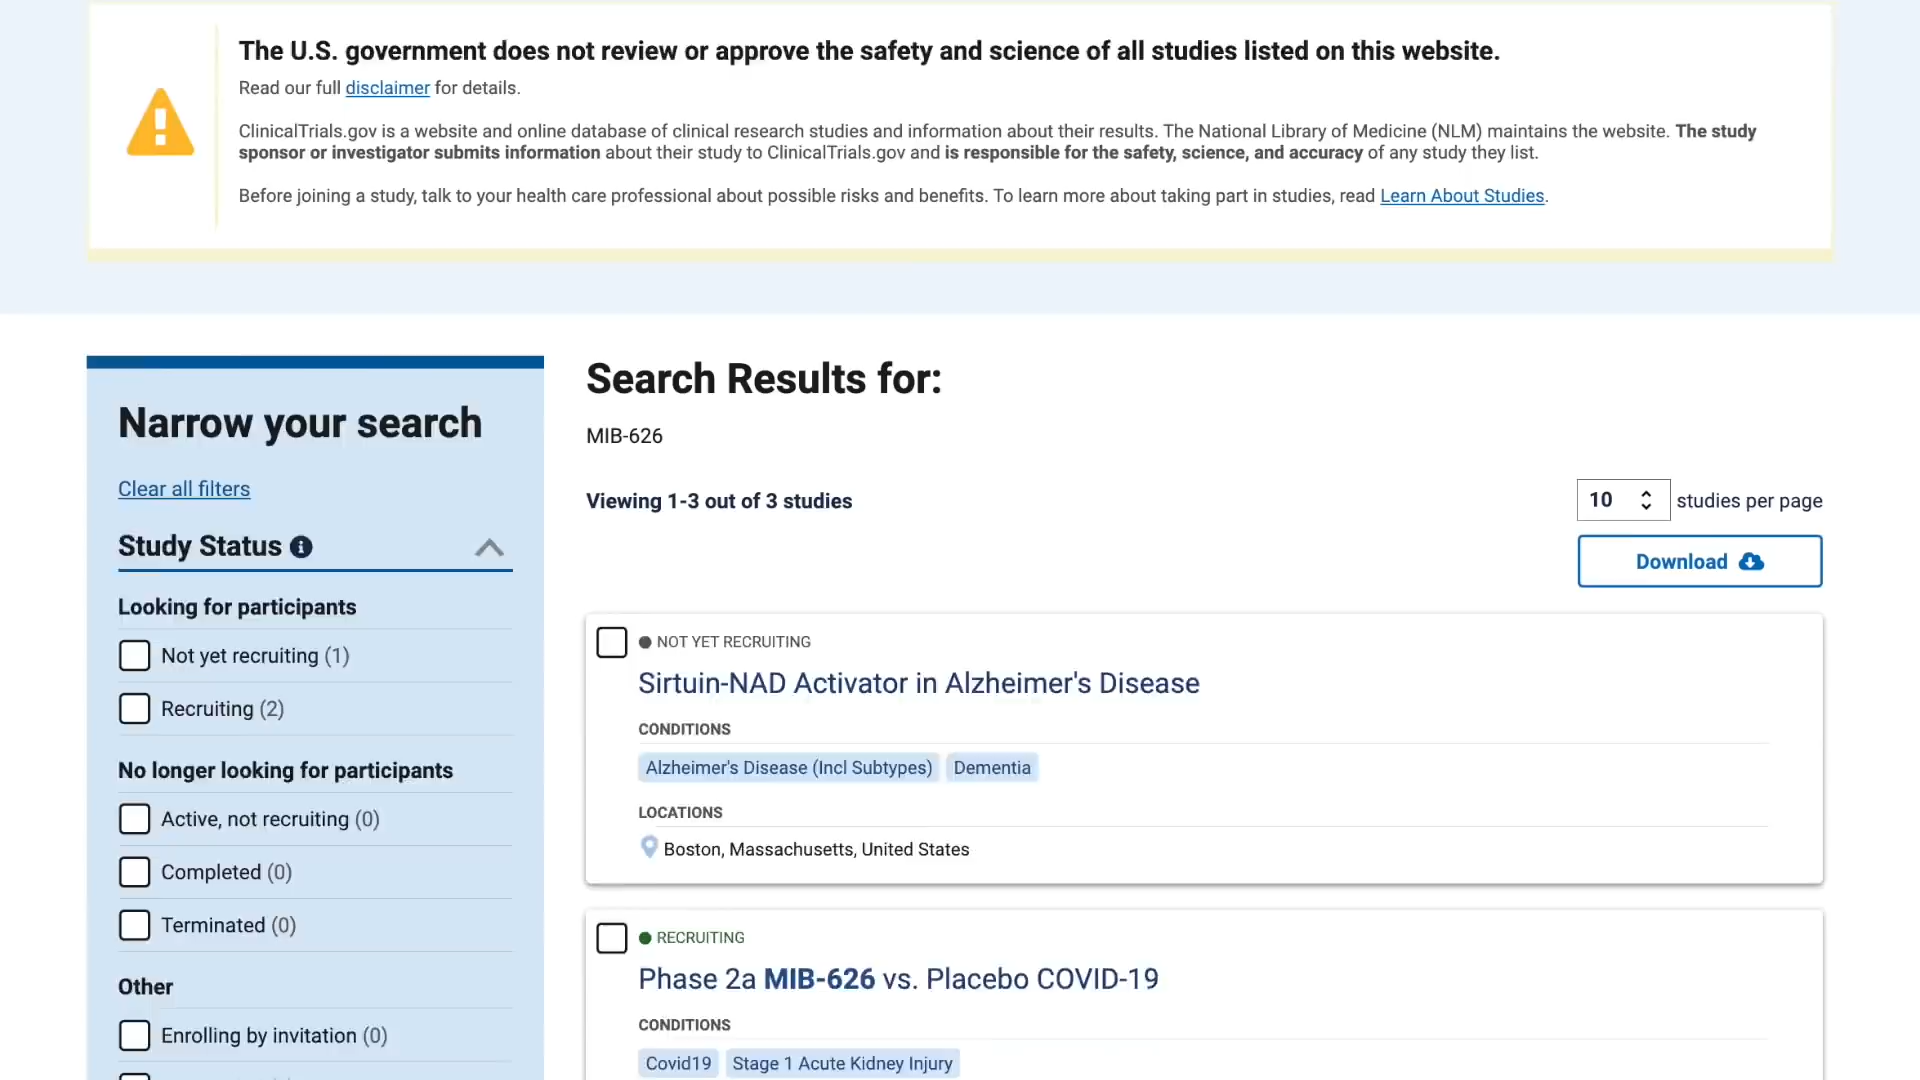 The U.S. government does not review or approve the safety and science of all studies listed on this website.
Read our full disclaimer for details.
ClinicalTrials.gov is a website and online database of clinical research studies and information about their results. The National Library of Medicine (NLM) maintains the website. The study
sponsor or investigator submits information about their study to ClinicalTrials.gov and is responsible for the safety, science, and accuracy of any study they list.
Before joining a study, talk to your health care professional about possible risks and benefits. To learn more about taking part in studies, read Learn About Studies.
Narrow your search
Clear all filters
Study Status
Looking for participants
Not yet recruiting (1)
Recruiting (2)
No longer looking for participants
Active, not recruiting (0)
Completed (0)
Terminated (0)
Other
Enrolling by invitation (0)
Search Results for:
MIB-626
Viewing 1-3 out of 3 studies
10 studies per page
Download
NOT YET RECRUITING
Sirtuin-NAD Activator in Alzheimer's Disease
CONDITIONS
Alzheimer's Disease (Incl Subtypes) Dementia
LOCATIONS
Boston, Massachusetts, United States
RECRUITING
Phase 2a MIB-626 vs. Placebo COVID-19
CONDITIONS
Covid19 Stage 1 Acute Kidney Injury